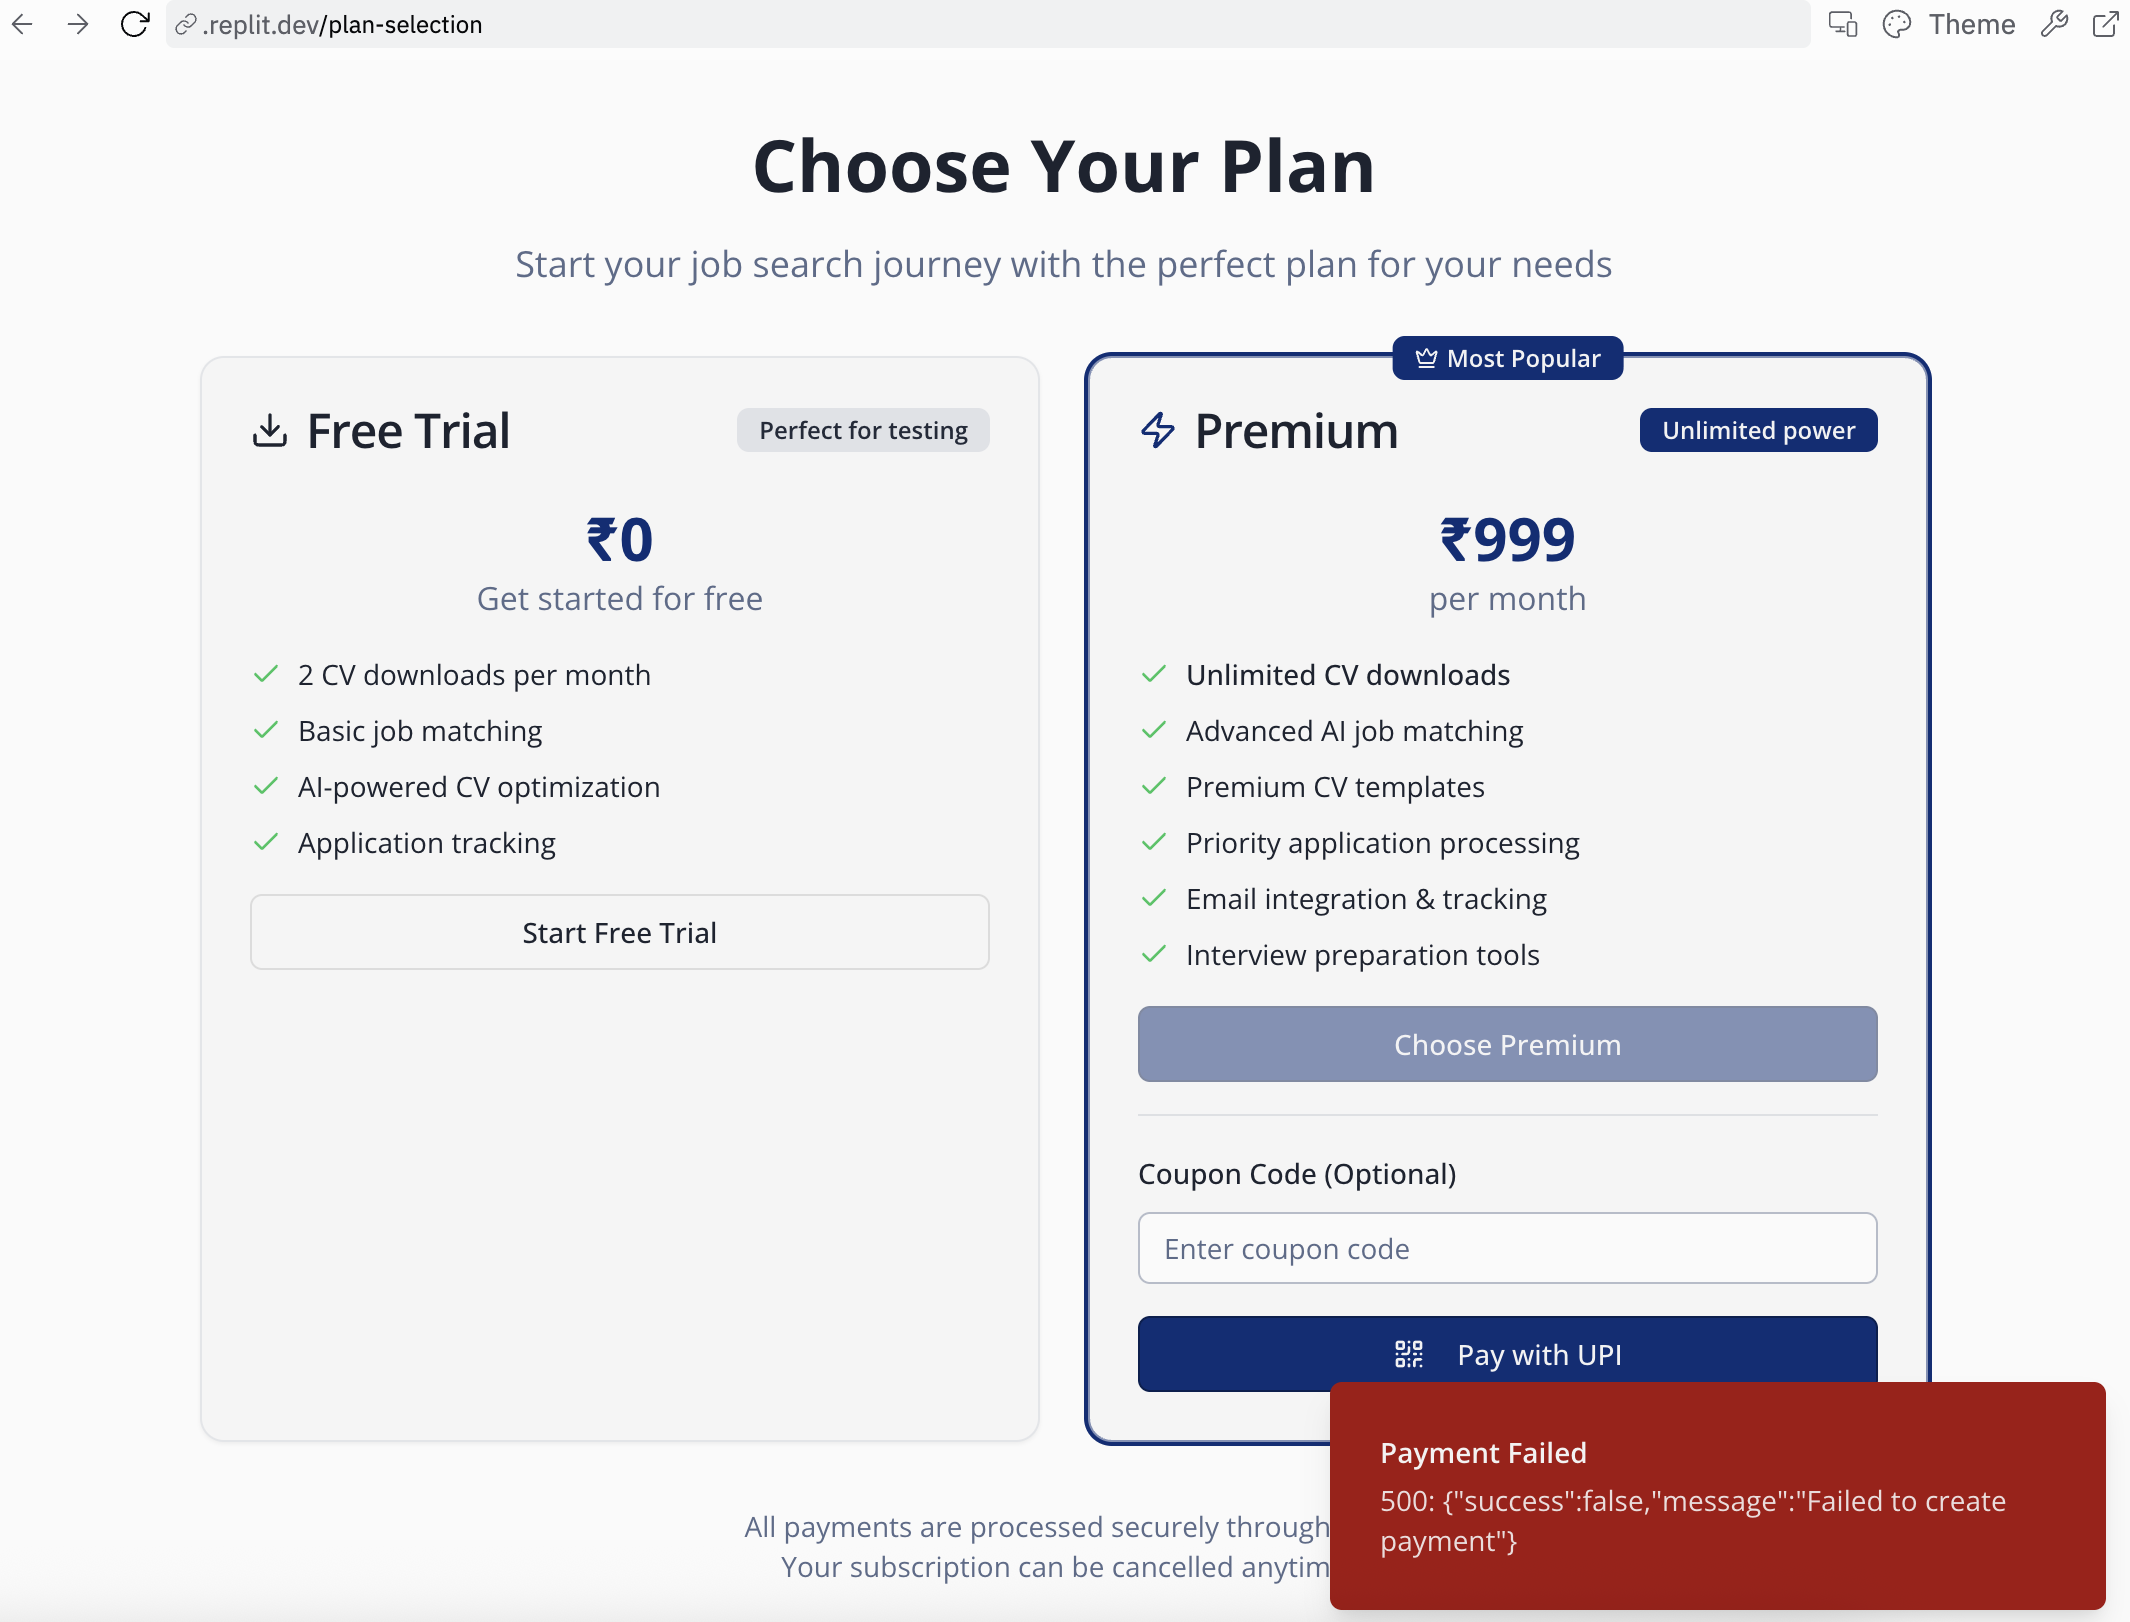 .replit.dev/plan-selection
Theme
Choose Your Plan
Start your job search journey with the perfect plan for your needs
Free Trial
Perfect for testing
₹0
Get started for free
2 CV downloads per month
Basic job matching
AI-powered CV optimization
Application tracking
Start Free Trial
Most Popular
Premium
Unlimited power
₹999
per month
Unlimited CV downloads
Advanced AI job matching
Premium CV templates
Priority application processing
Email integration & tracking
Interview preparation tools
Choose Premium
Coupon Code (Optional)
Enter coupon code
Pay with UPI
All payments are processed securely through
Your subscription can be cancelled anytim
Payment Failed
500: {"success":false,"message":"Failed to create
payment"}